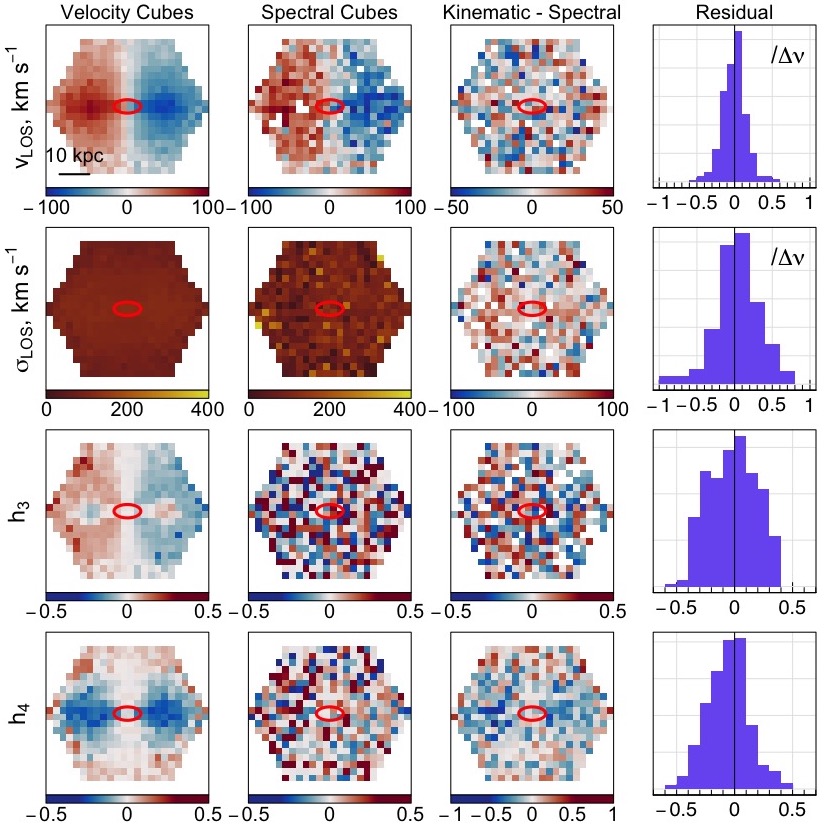 Velocity Cubes Spectral Cubes Kinematic - Spectral Residual
vLOS, km s−1
10 kpc
/Δν
−100 0 100 −100 0 100 −50 0 50 −1 −0.5 0 0.5 1
σLOS, km s−1
/Δν
0 200 400 0 200 400 −100 0 100 −1 −0.5 0 0.5 1
h3
−0.5 0 0.5 −0.5 0 0.5 −0.5 0 0.5 −0.5 0 0.5
h4
−0.5 0 0.5 −0.5 0 0.5 −1 −0.5 0 0.5 1 −0.5 0 0.5